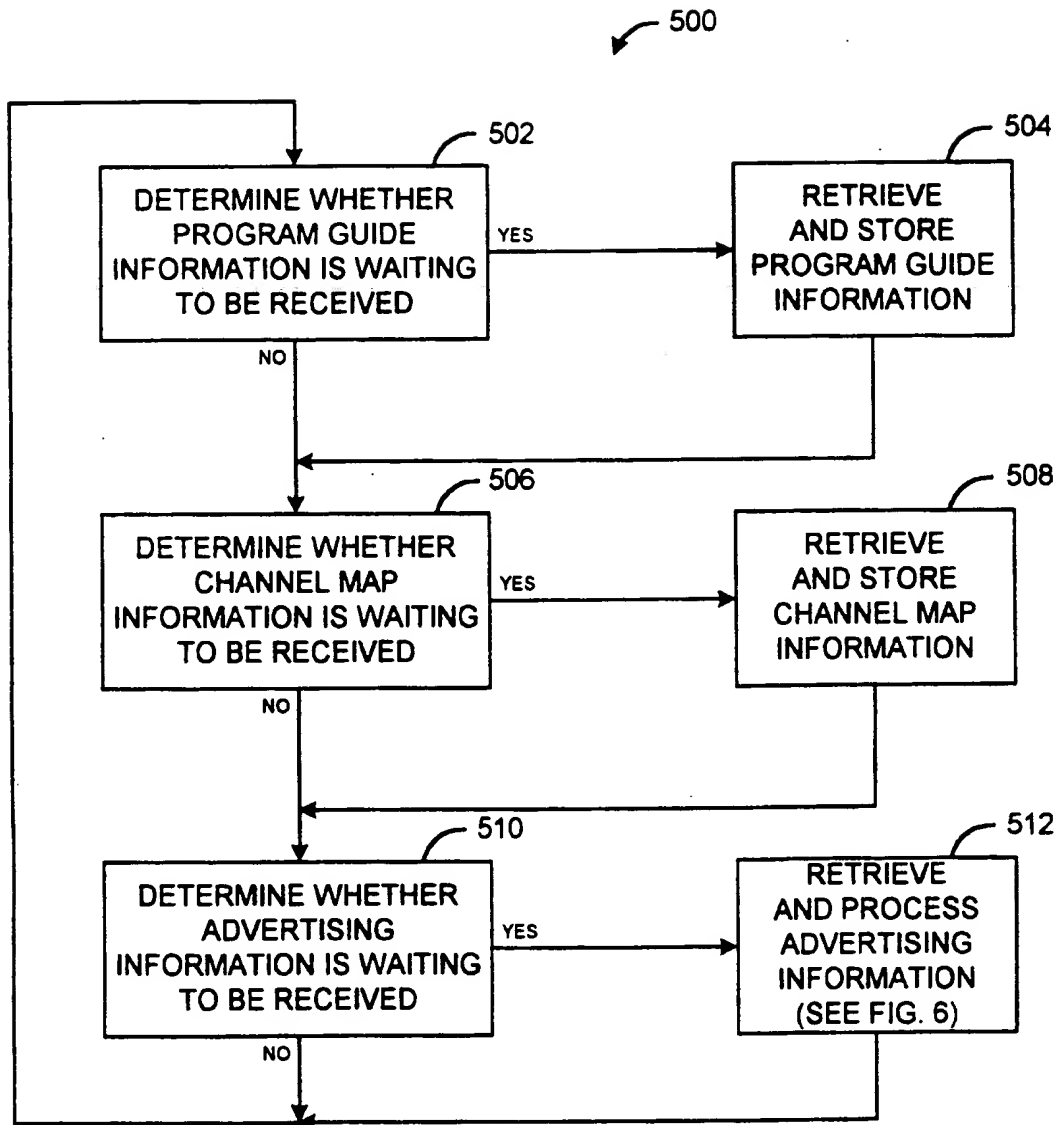 500
502
DETERMINE WHETHER
PROGRAM GUIDE
INFORMATION IS WAITING
TO BE RECEIVED
YES
NO
504
RETRIEVE
AND STORE
PROGRAM GUIDE
INFORMATION
506
DETERMINE WHETHER
CHANNEL MAP
INFORMATION IS WAITING
TO BE RECEIVED
YES
NO
508
RETRIEVE
AND STORE
CHANNEL MAP
INFORMATION
510
DETERMINE WHETHER
ADVERTISING
INFORMATION IS WAITING
TO BE RECEIVED
YES
NO
512
RETRIEVE
AND PROCESS
ADVERTISING
INFORMATION
(SEE FIG. 6)